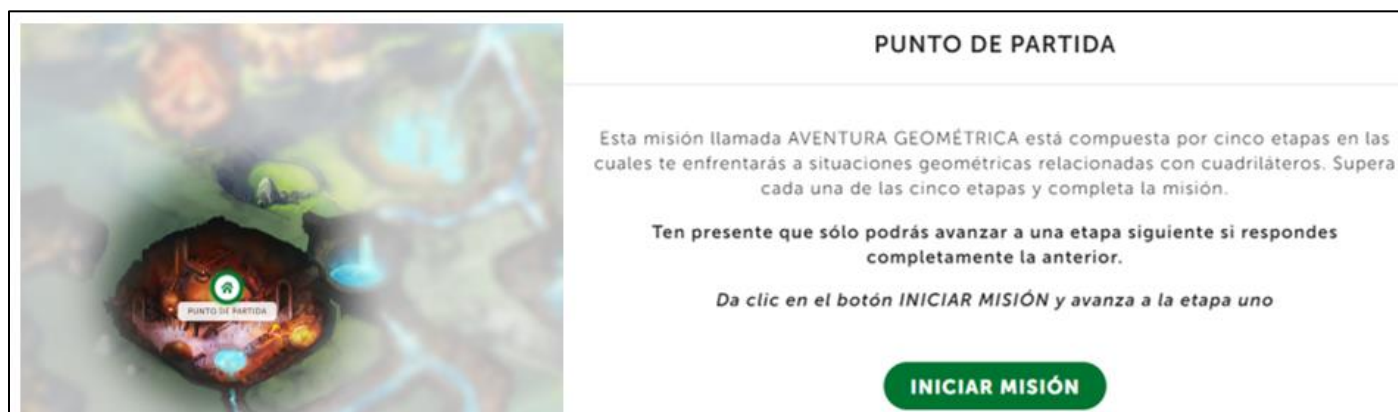 PUNTO DE PARTIDA
Esta misión llamada AVENTURA GEOMÉTRICA está compuesta por cinco etapas en las
cuales te enfrentarás a situaciones geométricas relacionadas con cuadriláteros. Supera
cada una de las cinco etapas y completa la misión.
Ten presente que sólo podrás avanzar a una etapa siguiente si respondes
completamente la anterior.
Da clic en el botón INICIAR MISIÓN y avanza a la etapa uno
INICIAR MISIÓN
PUNTO DE PARTIDA